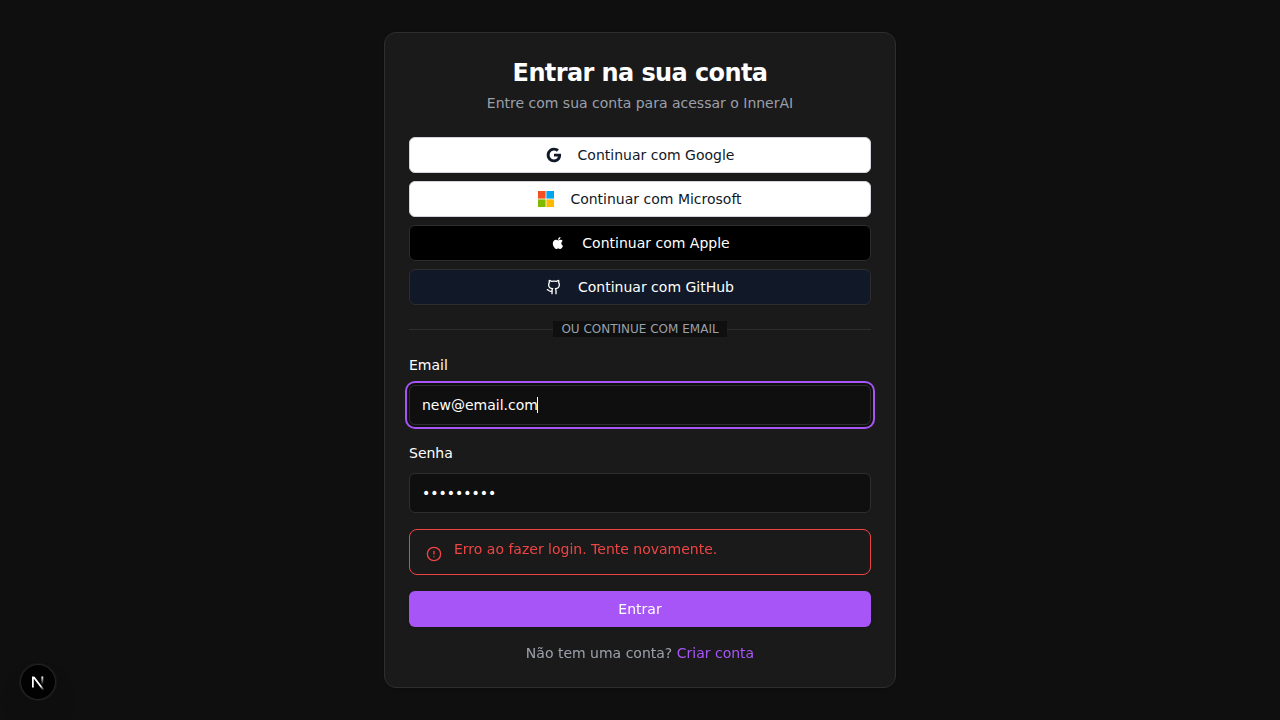 Entrar na sua conta
Entre com sua conta para acessar o InnerAI
Continuar com Google
Continuar com Microsoft
Continuar com Apple
Continuar com GitHub
OU CONTINUE COM EMAIL
Email
new@email.com
Senha
•••••••••
Erro ao fazer login. Tente novamente.
Entrar
Não tem uma conta? Criar conta
N